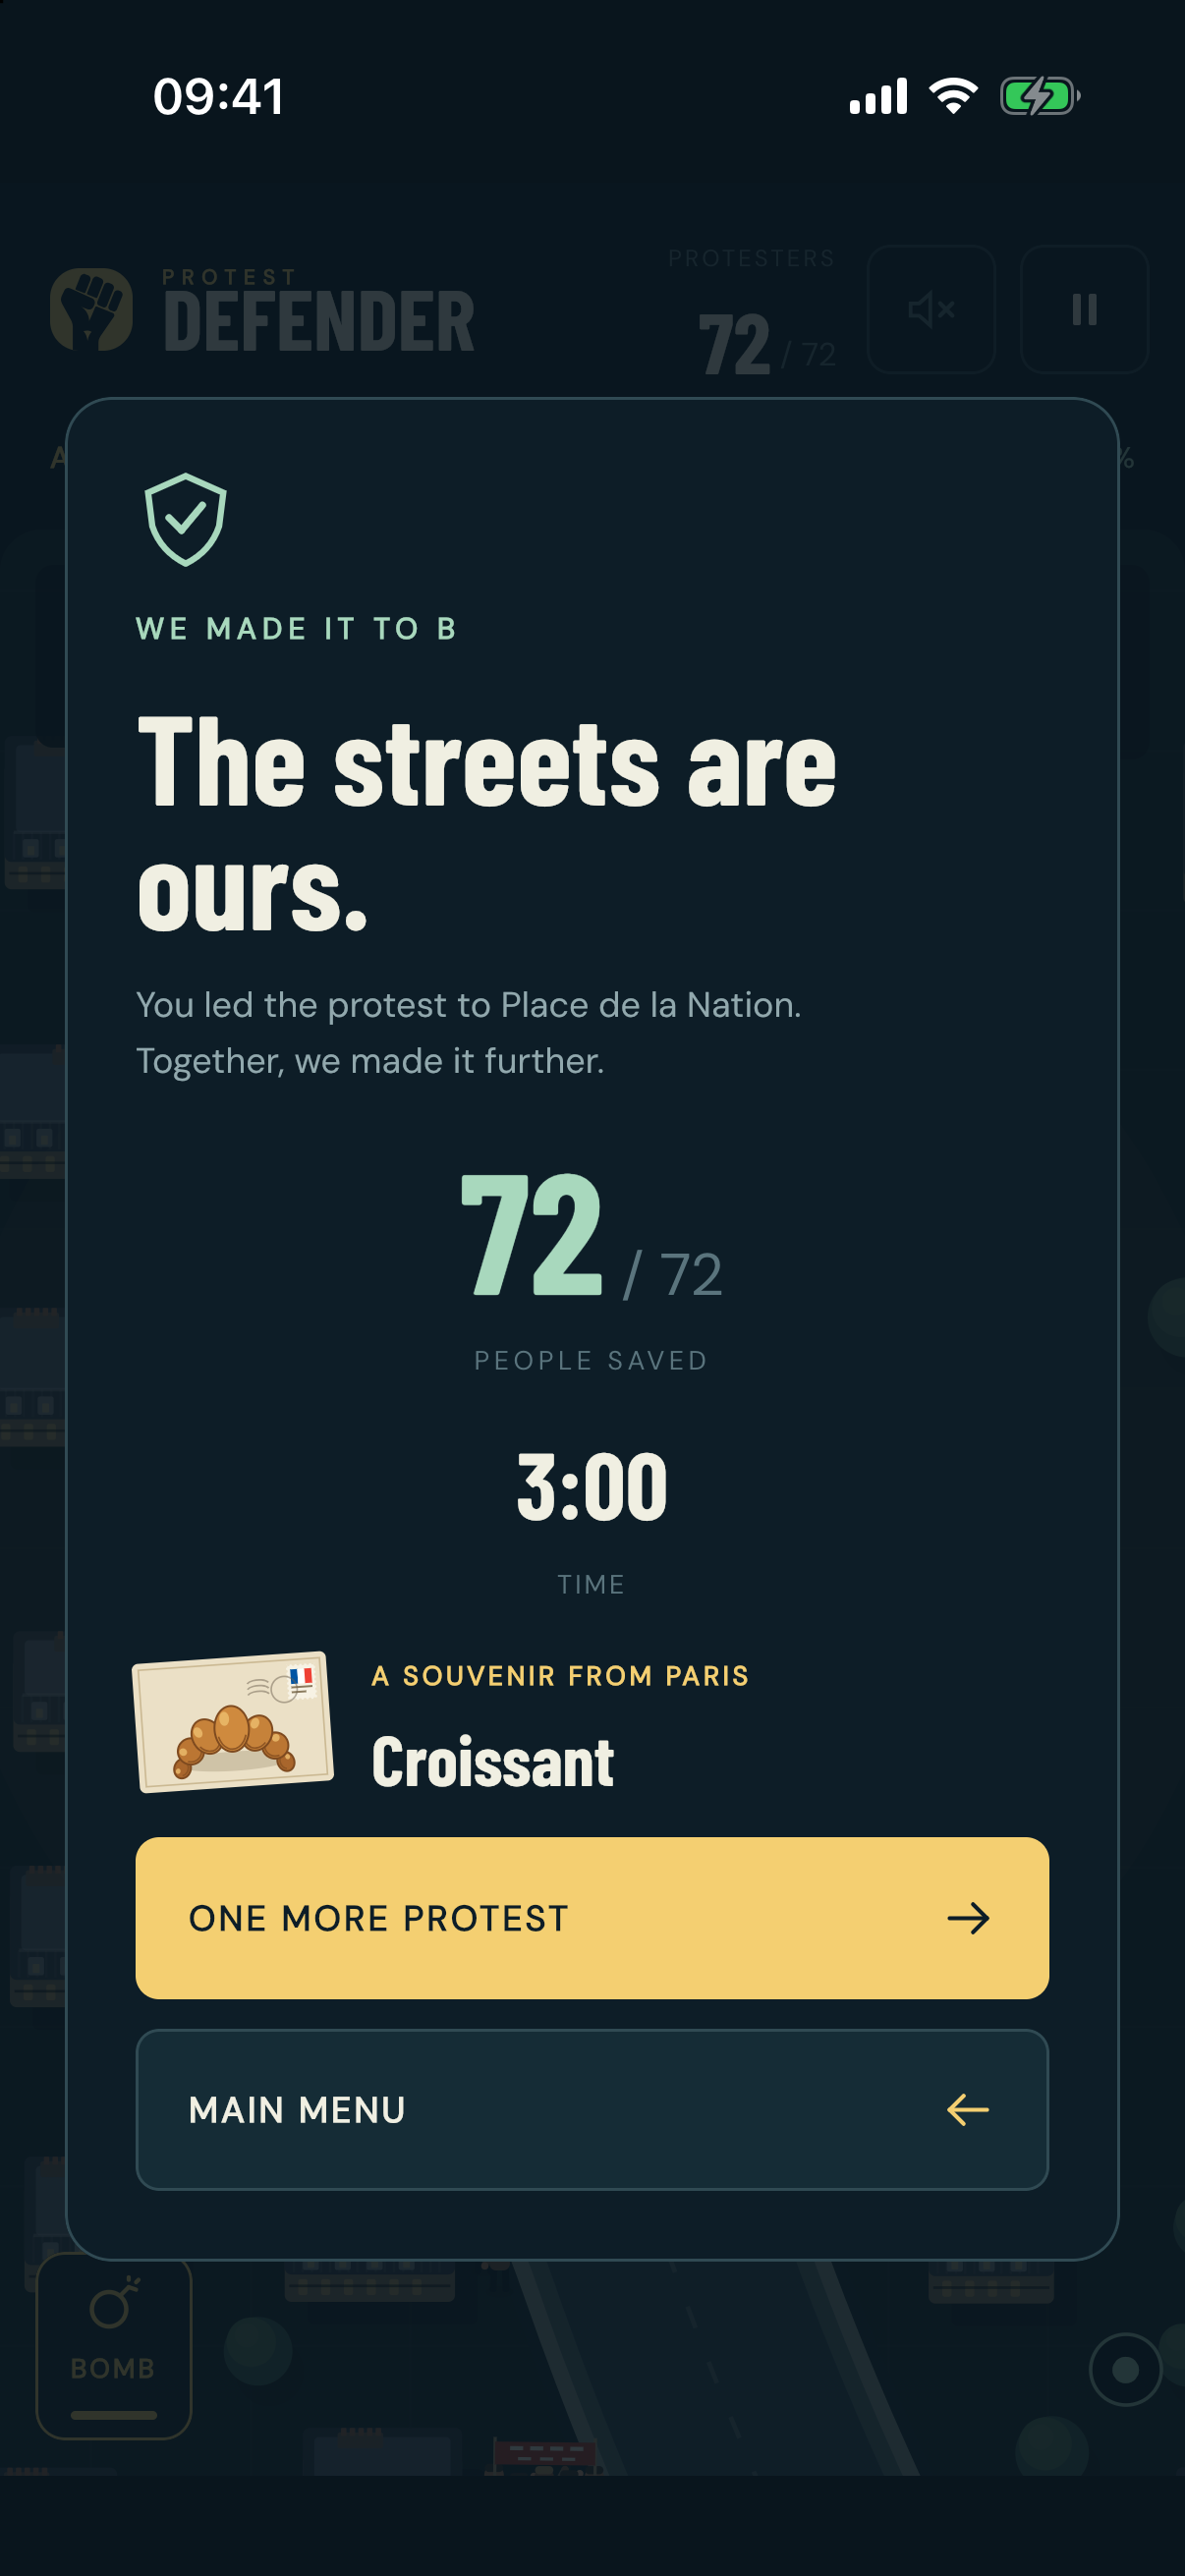 09:41
PROTEST
DEFENDER
PROTESTERS
72 / 72
A
%
WE MADE IT TO B
The streets are
ours.
You led the protest to Place de la Nation.
Together, we made it further.
72 / 72
PEOPLE SAVED
3:00
TIME
A SOUVENIR FROM PARIS
Croissant
ONE MORE PROTEST
MAIN MENU
BOMB